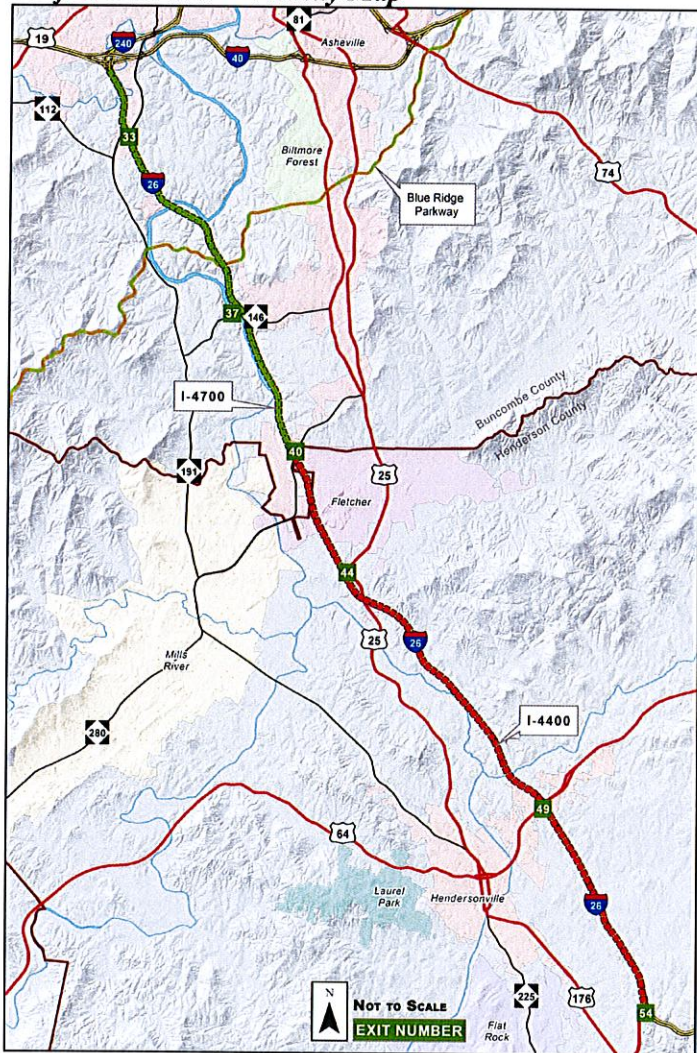 81
19
240
40
Asheville
112
33
Biltmore
Forest
26
74
Blue Ridge
Parkway
37
146
I-4700
Buncombe County
Henderson County
40
191
25
Fletcher
44
25
26
Mills
River
280
I-4400
49
64
Laurel
Park
Hendersonville
26
N
NOT TO SCALE
EXIT NUMBER
225
176
54
Flat
Rock